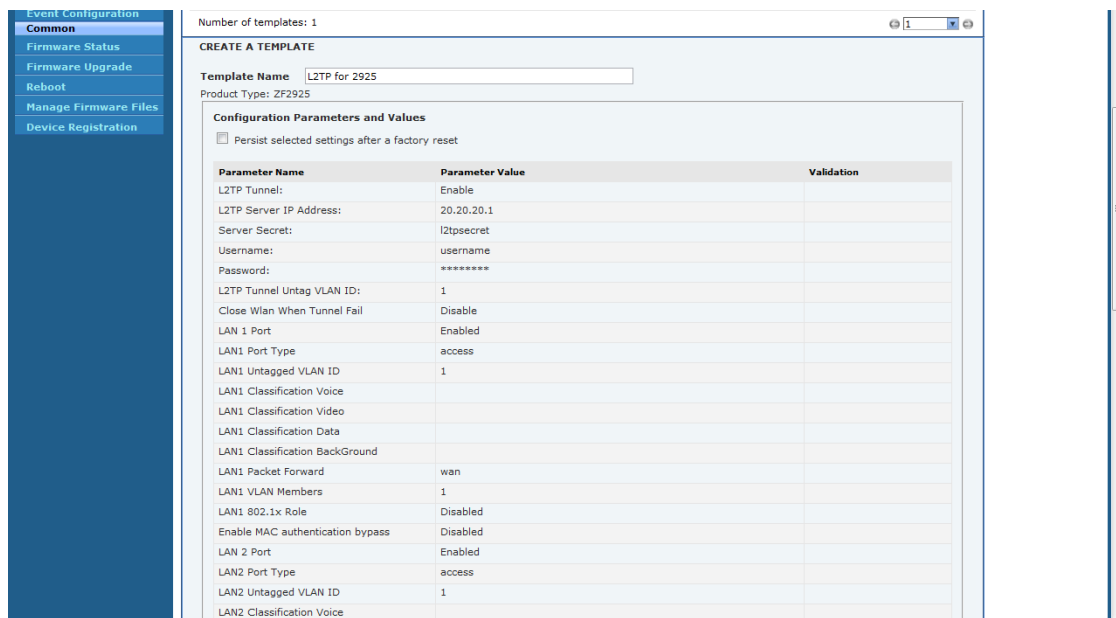 Event Configuration
Common
Firmware Status
Firmware Upgrade
Reboot
Manage Firmware Files
Device Registration
Number of templates: 1
1
CREATE A TEMPLATE
Template Name L2TP for 2925
Product Type: ZF2925
Configuration Parameters and Values
Persist selected settings after a factory reset
Parameter Name Parameter Value Validation
L2TP Tunnel: Enable
L2TP Server IP Address: 20.20.20.1
Server Secret: l2tpsecret
Username: username
Password: ********
L2TP Tunnel Untag VLAN ID: 1
Close Wlan When Tunnel Fail Disable
LAN 1 Port Enabled
LAN1 Port Type access
LAN1 Untagged VLAN ID 1
LAN1 Classification Voice
LAN1 Classification Video
LAN1 Classification Data
LAN1 Classification BackGround
LAN1 Packet Forward wan
LAN1 VLAN Members 1
LAN1 802.1x Role Disabled
Enable MAC authentication bypass Disabled
LAN 2 Port Enabled
LAN2 Port Type access
LAN2 Untagged VLAN ID 1
LAN2 Classification Voice